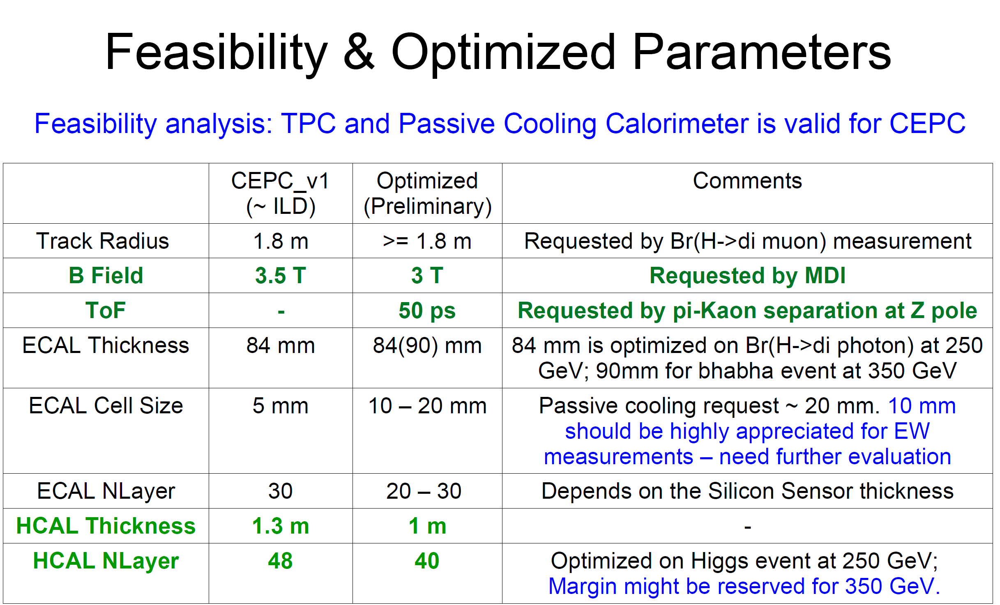 Feasibility & Optimized Parameters
Feasibility analysis: TPC and Passive Cooling Calorimeter is valid for CEPC
CEPC_v1
(~ ILD)
Optimized
(Preliminary)
Comments
Track Radius
1.8 m
>= 1.8 m
Requested by Br(H->di muon) measurement
B Field
3.5 T
3 T
Requested by MDI
ToF
-
50 ps
Requested by pi-Kaon separation at Z pole
ECAL Thickness
84 mm
84(90) mm
84 mm is optimized on Br(H->di photon) at 250
GeV; 90mm for bhabha event at 350 GeV
ECAL Cell Size
5 mm
10 – 20 mm
Passive cooling request ~ 20 mm. 10 mm
should be highly appreciated for EW
measurements – need further evaluation
ECAL NLayer
30
20 – 30
Depends on the Silicon Sensor thickness
HCAL Thickness
1.3 m
1 m
-
HCAL NLayer
48
40
Optimized on Higgs event at 250 GeV;
Margin might be reserved for 350 GeV.